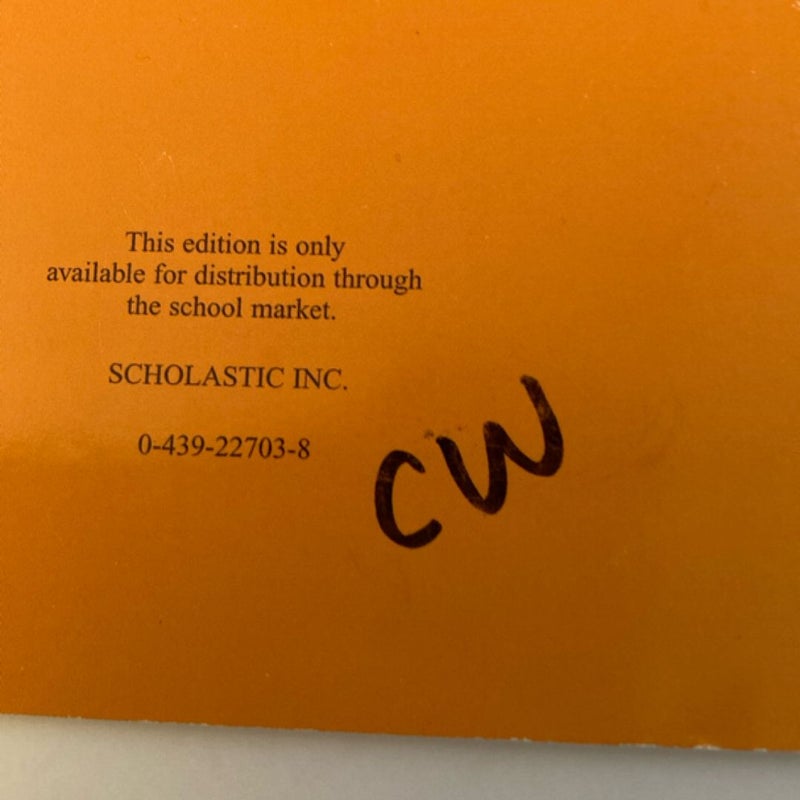 This edition is only
available for distribution through
the school market.
SCHOLASTIC INC.
0-439-22703-8
CW